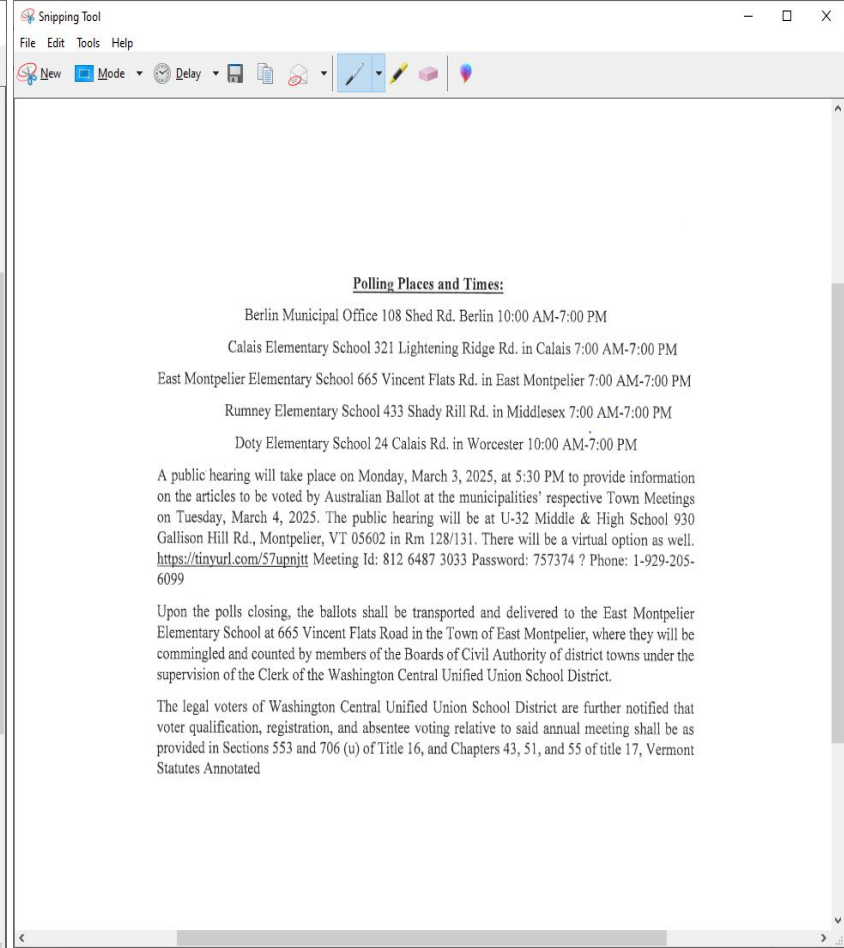 Snipping Tool
File Edit Tools Help
New Mode Delay
Polling Places and Times:
Berlin Municipal Office 108 Shed Rd. Berlin 10:00 AM-7:00 PM
Calais Elementary School 321 Lightening Ridge Rd. in Calais 7:00 AM-7:00 PM
East Montpelier Elementary School 665 Vincent Flats Rd. in East Montpelier 7:00 AM-7:00 PM
Rumney Elementary School 433 Shady Rill Rd. in Middlesex 7:00 AM-7:00 PM
Doty Elementary School 24 Calais Rd. in Worcester 10:00 AM-7:00 PM
A public hearing will take place on Monday, March 3, 2025, at 5:30 PM to provide information
on the articles to be voted by Australian Ballot at the municipalities' respective Town Meetings
on Tuesday, March 4, 2025. The public hearing will be at U-32 Middle & High School 930
Gallison Hill Rd., Montpelier, VT 05602 in Rm 128/131. There will be a virtual option as well.
https://tinyurl.com/57upnjtt Meeting Id: 812 6487 3033 Password: 757374 ? Phone: 1-929-205-
6099
Upon the polls closing, the ballots shall be transported and delivered to the East Montpelier
Elementary School at 665 Vincent Flats Road in the Town of East Montpelier, where they will be
commingled and counted by members of the Boards of Civil Authority of district towns under the
supervision of the Clerk of the Washington Central Unified Union School District.
The legal voters of Washington Central Unified Union School District are further notified that
voter qualification, registration, and absentee voting relative to said annual meeting shall be as
provided in Sections 553 and 706 (u) of Title 16, and Chapters 43, 51, and 55 of title 17, Vermont
Statutes Annotated